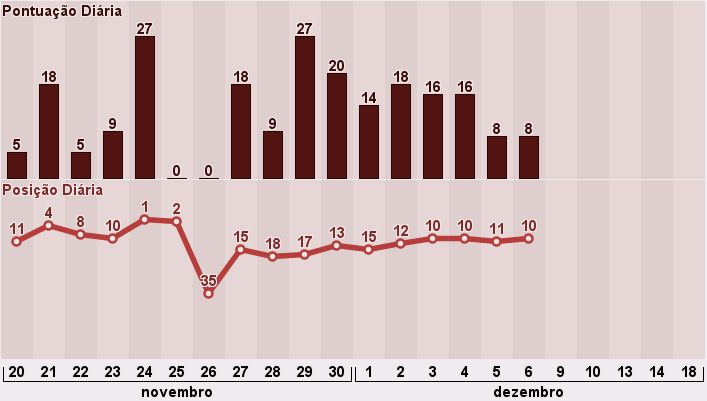 Pontuação Diária
5 18 5 9 27 0 0 18 9 27 20 14 18 16 16 8 8
Posição Diária
11 4 8 10 1 2 35 15 18 17 13 15 12 10 10 11 10
20 21 22 23 24 25 26 27 28 29 30 1 2 3 4 5 6 9 10 13 14 18
novembro dezembro